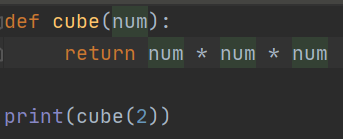 def cube(num):
    return num * num * num
print(cube(2))